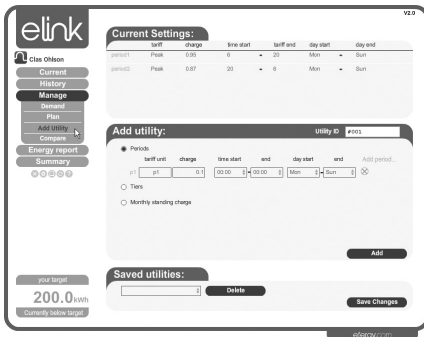 V2.0
elink
Clas Ohlson
Current
History
Manage
Demand
Plan
Add Utility
Compare
Energy report
Summary
your target
200.0kWh
Currently below target
Current Settings:
tariff charge time start tariff end day start day end
period1 Peak 0.95 6 - 20 Mon - Sun
period2 Peak 0.87 20 - 6 Mon - Sun
Add utility:
Utility ID #001
Periods
tariff unit charge time start end day start end Add period...
p1 p1 0.1 00:00 - 00:00 Mon - Sun
Tiers
Monthly standing charge
Add
Saved utilities:
Delete
Save Changes
efergy.com